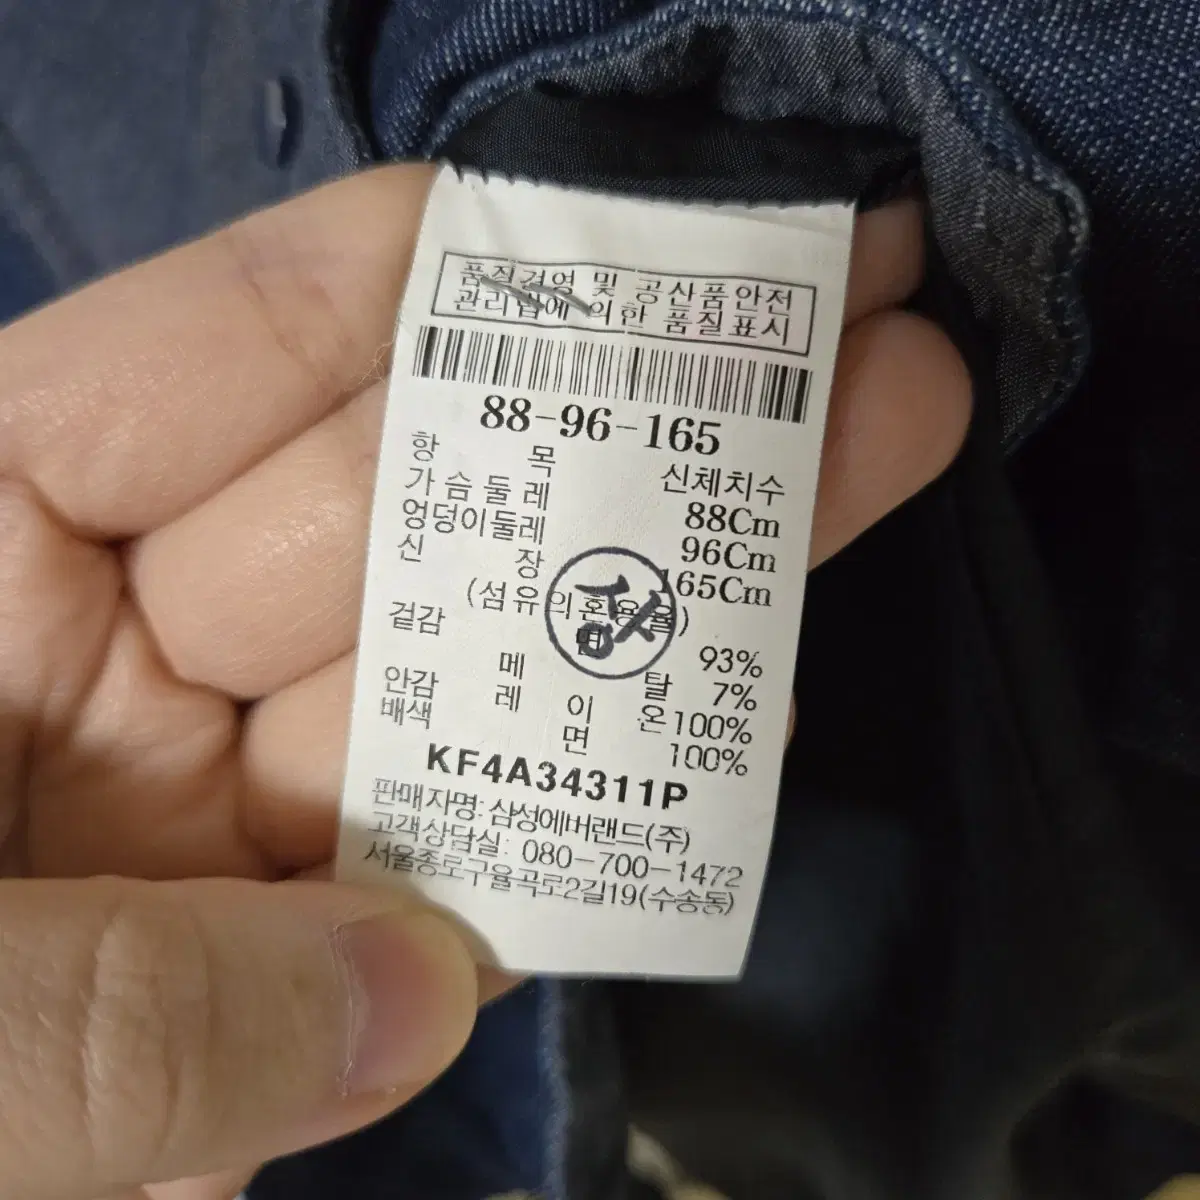 품질경영 및 공산품안전
관리법에 의한 품질표시
88-96-165
항 목 신체치수
가슴둘레 88Cm
엉덩이둘레 96Cm
신 장 165Cm
(섬유의혼용율)
겉감 면 93%
메 탈 7%
안감 레 이 온 100%
배색 면 100%
KF4A34311P
판매자명: 삼성에버랜드(주)
고객상담실: 080-700-1472
서울종로구율곡로2길19(수송동)